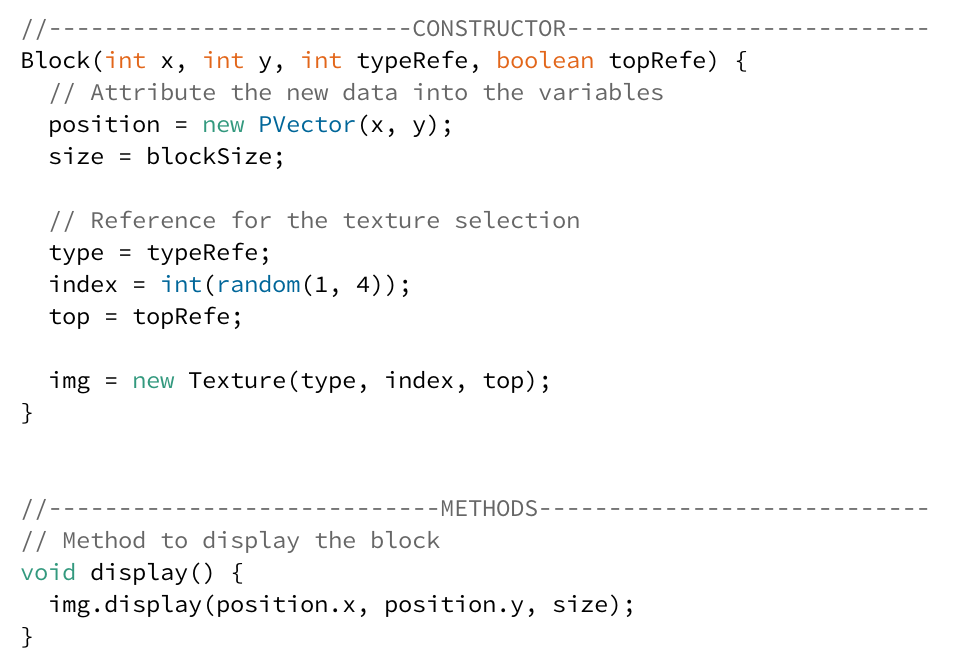 //--------------------------CONSTRUCTOR--------------------------
Block(int x, int y, int typeRefe, boolean topRefe) {
  // Attribute the new data into the variables
  position = new PVector(x, y);
  size = blockSize;

  // Reference for the texture selection
  type = typeRefe;
  index = int(random(1, 4));
  top = topRefe;

  img = new Texture(type, index, top);
}

//----------------------------METHODS----------------------------
// Method to display the block
void display() {
  img.display(position.x, position.y, size);
}